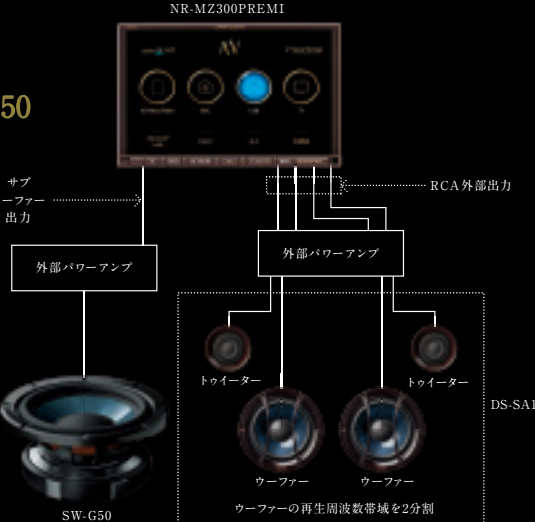 NR-MZ300PREMI
50
サブ
ーファー
出力
RCA外部出力
外部パワーアンプ
外部パワーアンプ
トゥイーター
トゥイーター
DS-SA1
ウーファー
ウーファー
SW-G50
ウーファーの再生周波数帯域を2分割